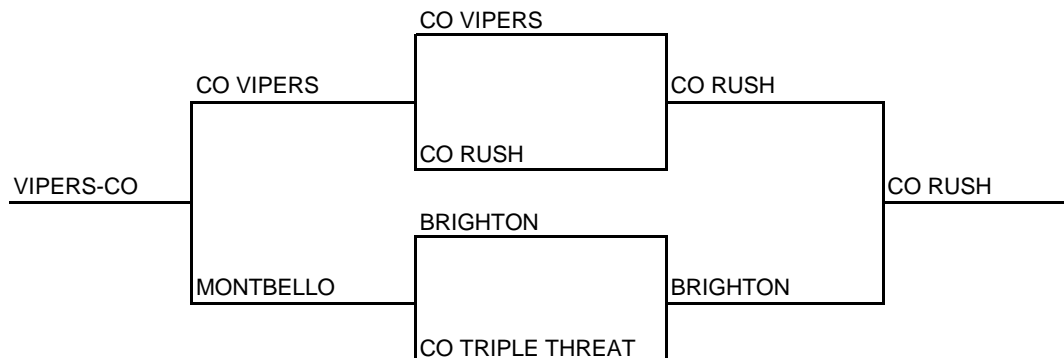 CO VIPERS
CO VIPERS
CO RUSH
CO RUSH
VIPERS-CO
CO RUSH
BRIGHTON
MONTBELLO
BRIGHTON
CO TRIPLE THREAT